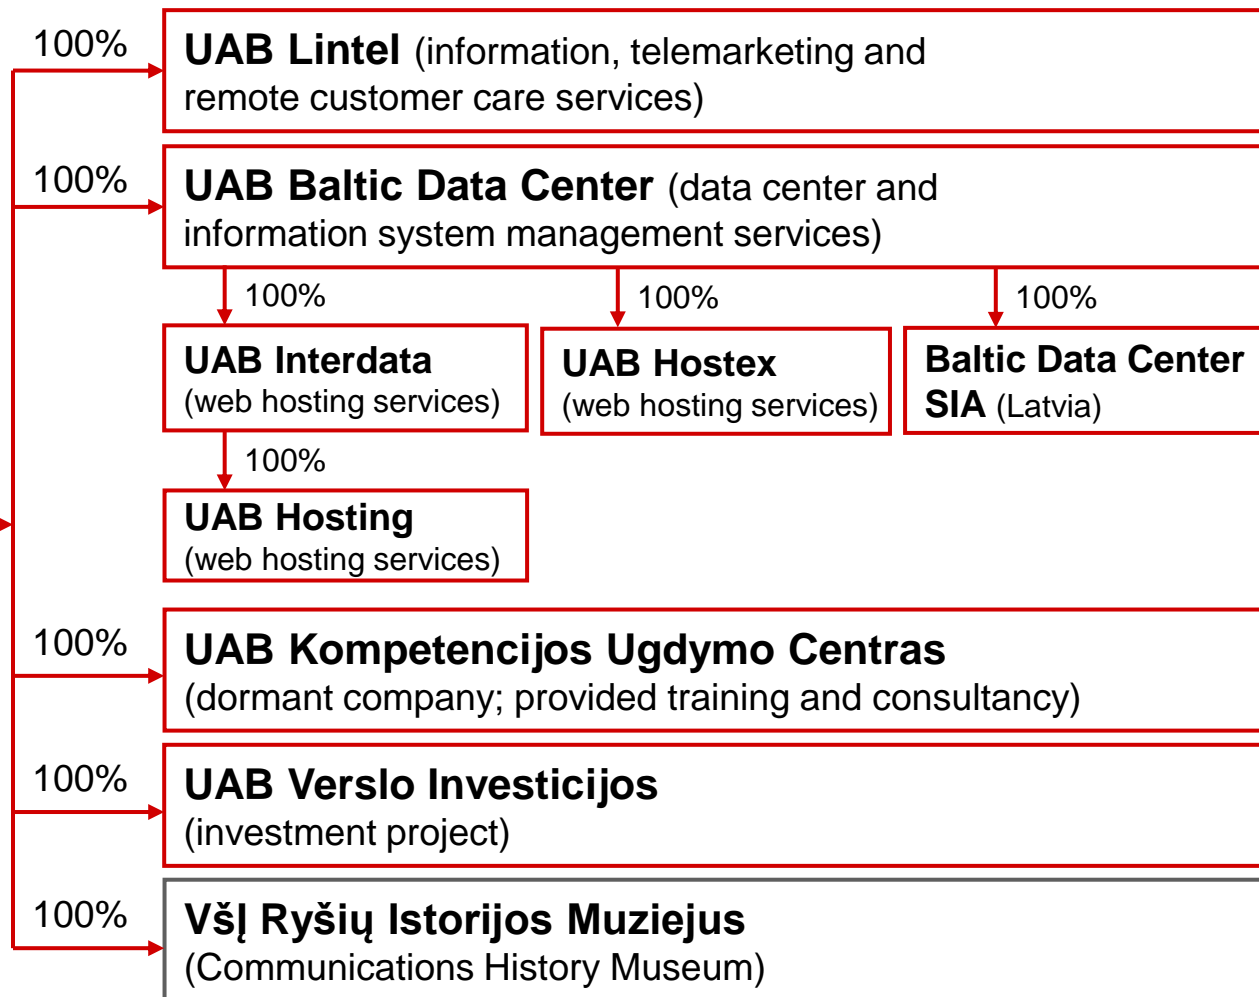 100%
UAB Lintel (information, telemarketing and
remote customer care services)
100%
UAB Baltic Data Center (data center and
information system management services)
100%
100%
100%
UAB Interdata
(web hosting services)
UAB Hostex
(web hosting services)
Baltic Data Center
SIA (Latvia)
100%
UAB Hosting
(web hosting services)
100%
UAB Kompetencijos Ugdymo Centras
(dormant company; provided training and consultancy)
100%
UAB Verslo Investicijos
(investment project)
100%
VšĮ Ryšių Istorijos Muziejus
(Communications History Museum)